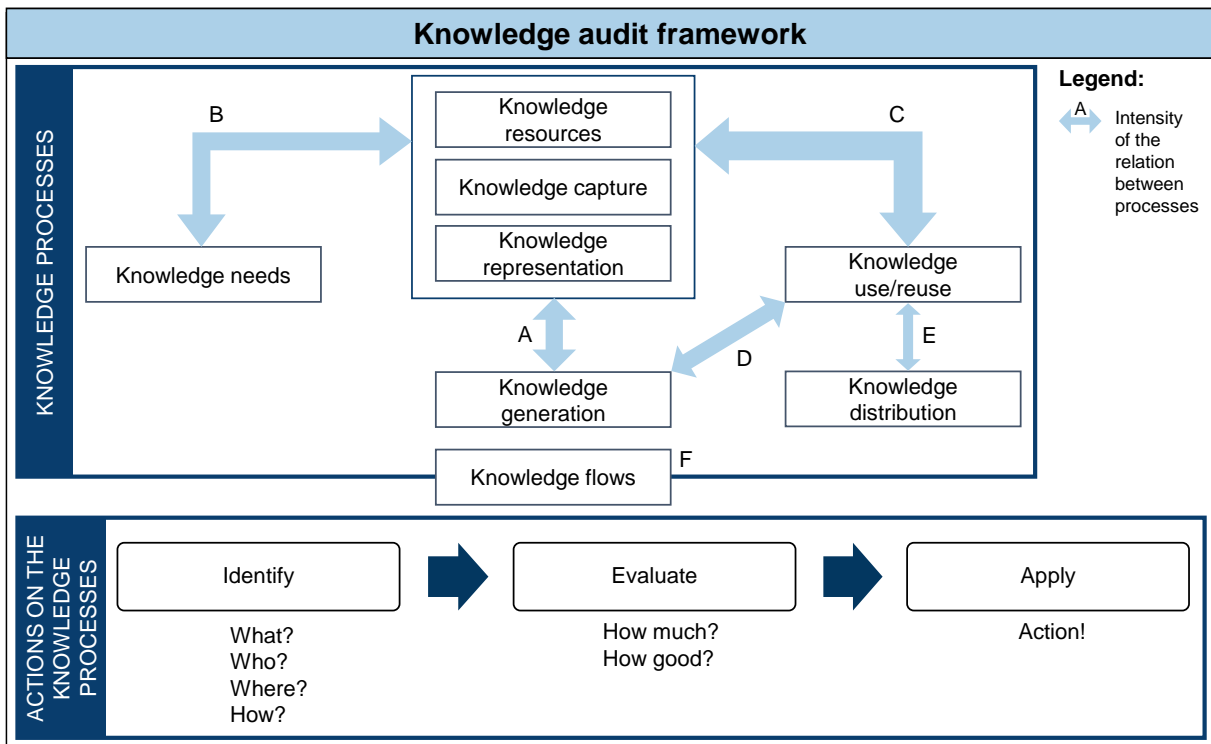 Knowledge audit framework
KNOWLEDGE PROCESSES
B
Knowledge
resources
Knowledge capture
Knowledge
representation
C
Legend:
A
Intensity
of the
relation
between
processes
Knowledge needs
Knowledge
use/reuse
A
D
E
Knowledge
generation
Knowledge
distribution
Knowledge flows
F
ACTIONS ON THE
KNOWLEDGE
PROCESSES
Identify
Evaluate
Apply
What?
Who?
Where?
How?
How much?
How good?
Action!